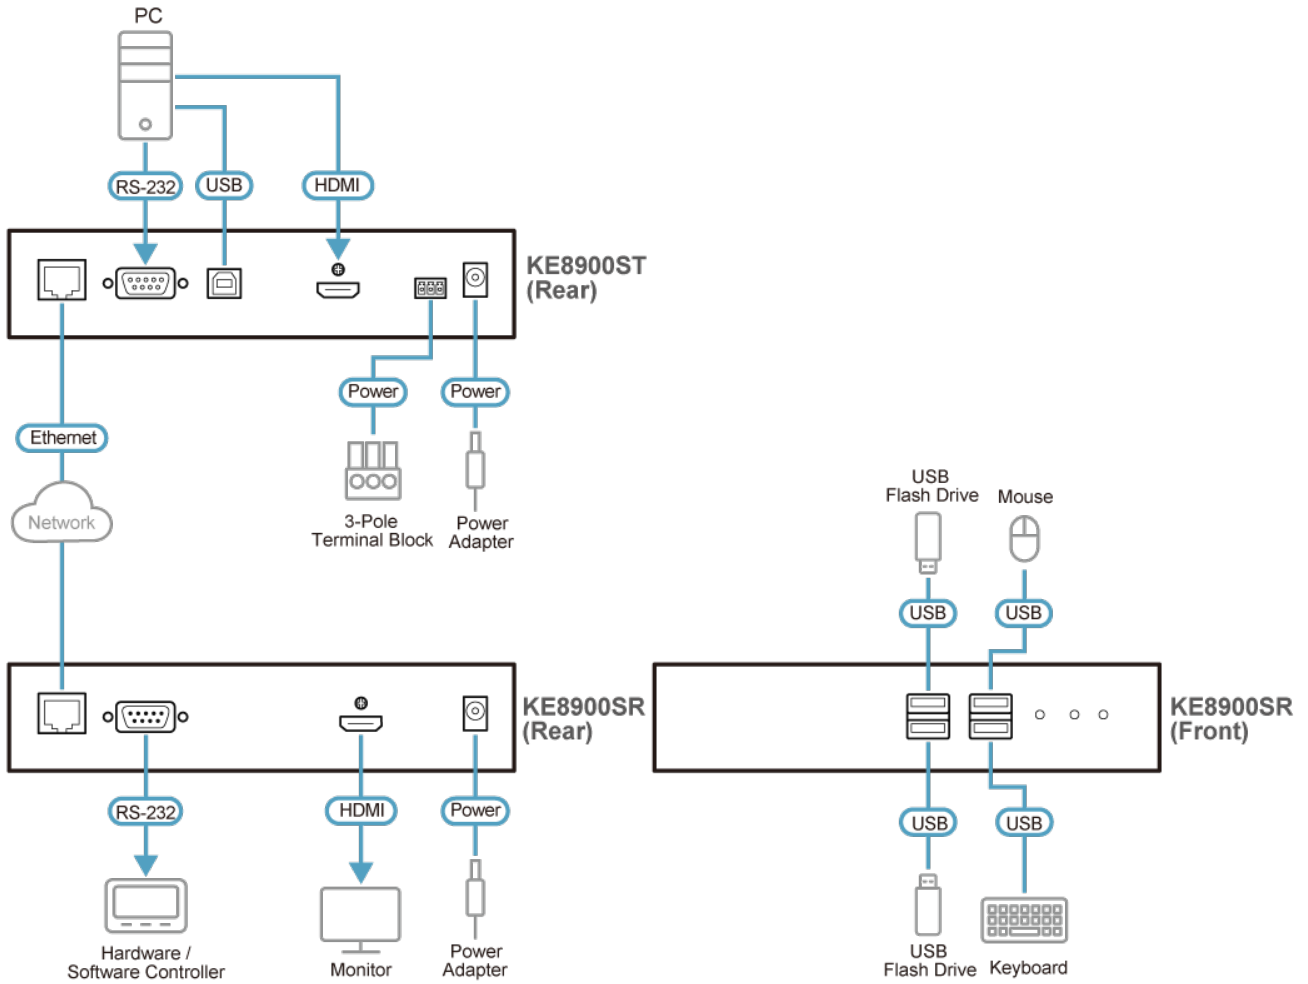 PC
RS-232
USB
HDMI
KE8900ST
(Rear)
Power
Power
Ethernet
Network
3-Pole
Terminal Block
Power
Adapter
USB
Flash Drive
Mouse
USB
USB
KE8900SR
(Rear)
KE8900SR
(Front)
RS-232
HDMI
Power
USB
USB
Hardware /
Software Controller
Monitor
Power
Adapter
USB
Flash Drive
Keyboard